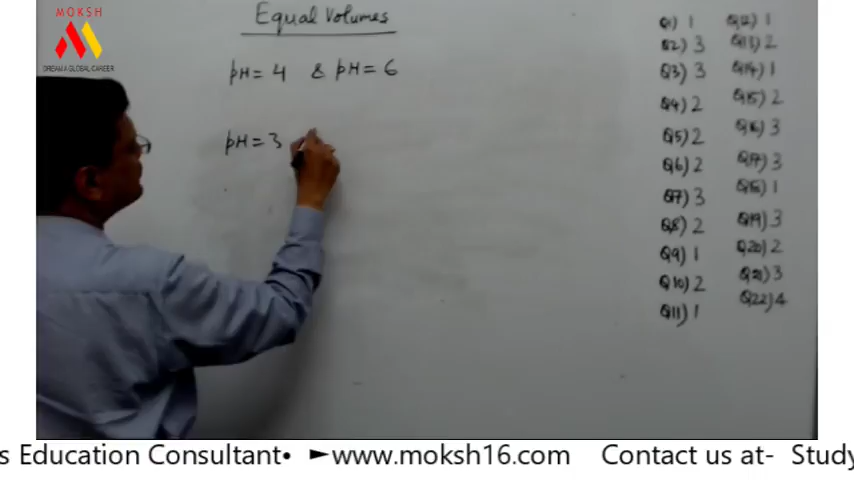 MOKSH
DREAM A GLOBAL CAREER
Equal Volumes
pH = 4 & pH = 6
pH = 3
Q1) 1
Q2) 3
Q3) 3
Q4) 2
Q5) 2
Q6) 2
Q7) 3
Q8) 2
Q9) 1
Q10) 2
Q11) 1
Q12) 1
Q13) 2
Q14) 1
Q15) 2
Q16) 3
Q17) 3
Q18) 1
Q19) 3
Q20) 2
Q21) 3
Q22) 4
s Education Consultant• ►www.moksh16.com Contact us at- Study